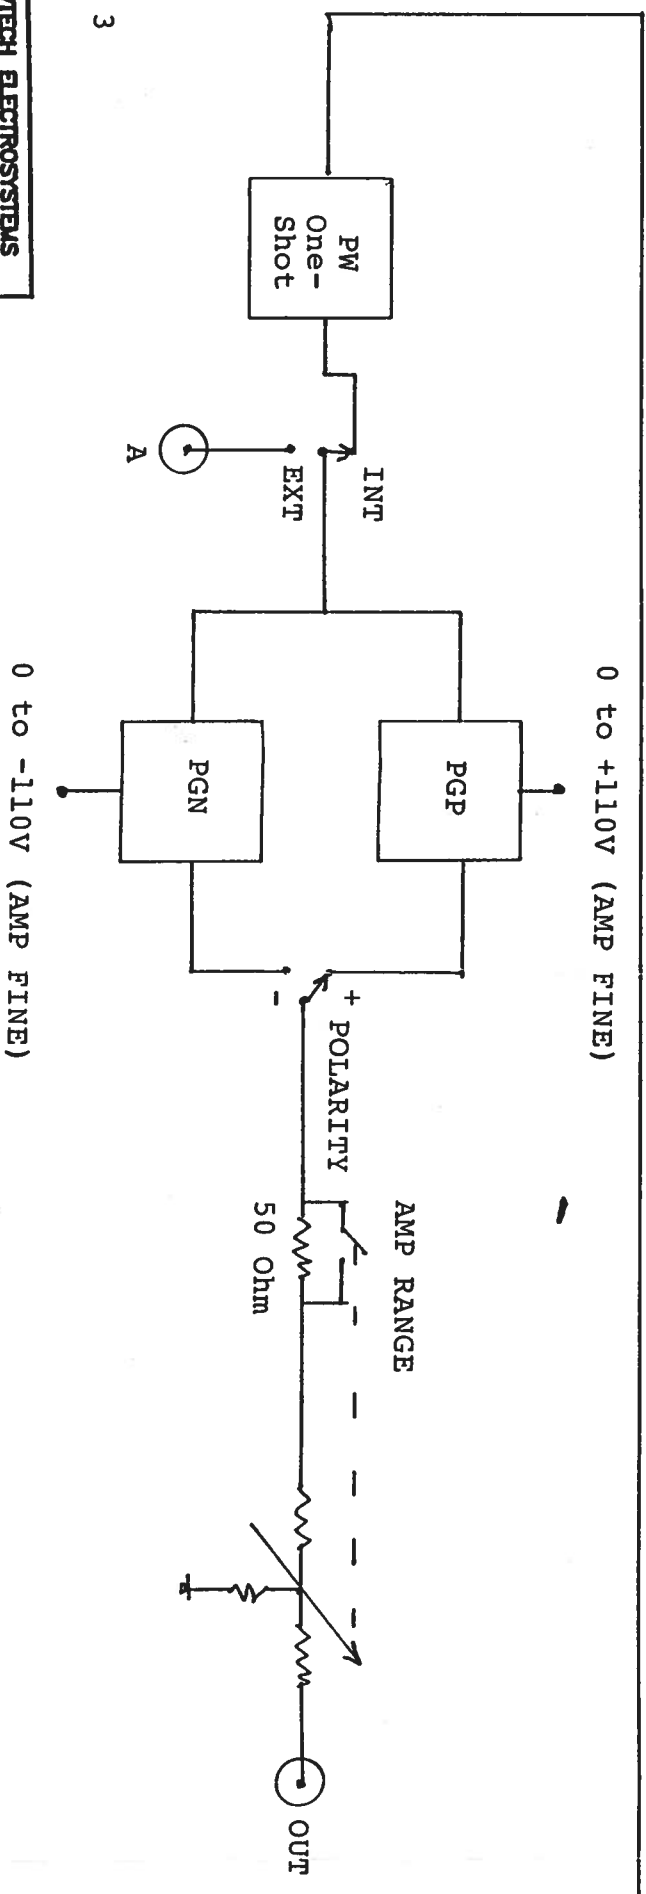 0 to +110V (AMP FINE)
PW
One-
Shot
INT
EXT
A
PGP
PGN
+
-
POLARITY
AMP RANGE
50 Ohm
OUT
0 to -110V (AMP FINE)
3
TECH ELECTROSYSTEMS